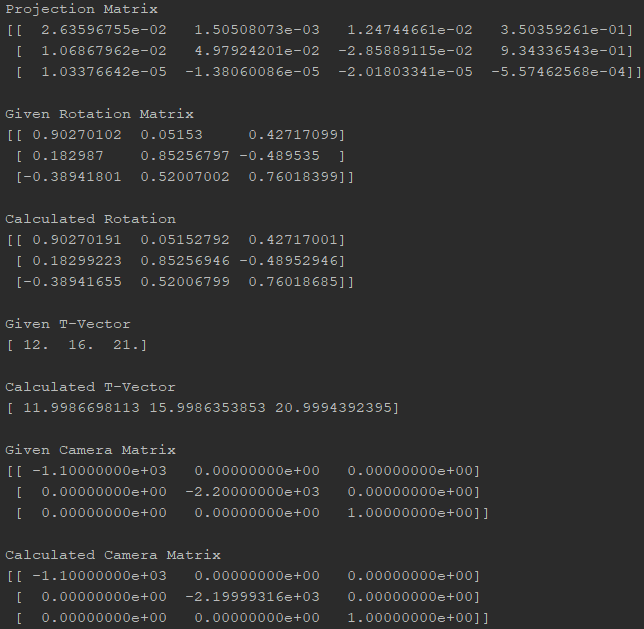 Projection Matrix
[[  2.63596755e-02   1.50508073e-03   1.24744661e-02   3.50359261e-01]
 [  1.06867962e-02   4.97924201e-02  -2.85889115e-02   9.34336543e-01]
 [  1.03376642e-05  -1.38060086e-05  -2.01803341e-05  -5.57462568e-04]]
Given Rotation Matrix
[[ 0.90270102  0.05153     0.42717099]
 [ 0.182987    0.85256797 -0.489535  ]
 [-0.38941801  0.52007002  0.76018399]]
Calculated Rotation
[[ 0.90270191  0.05152792  0.42717001]
 [ 0.18299223  0.85256946 -0.48952946]
 [-0.38941655  0.52006799  0.76018685]]
Given T-Vector
[ 12.  16.  21.]
Calculated T-Vector
[ 11.9986698113 15.9986353853 20.9994392395]
Given Camera Matrix
[[ -1.10000000e+03   0.00000000e+00   0.00000000e+00]
 [  0.00000000e+00  -2.20000000e+03   0.00000000e+00]
 [  0.00000000e+00   0.00000000e+00   1.00000000e+00]]
Calculated Camera Matrix
[[ -1.10000000e+03   0.00000000e+00   0.00000000e+00]
 [  0.00000000e+00  -2.19999316e+03   0.00000000e+00]
 [  0.00000000e+00   0.00000000e+00   1.00000000e+00]]